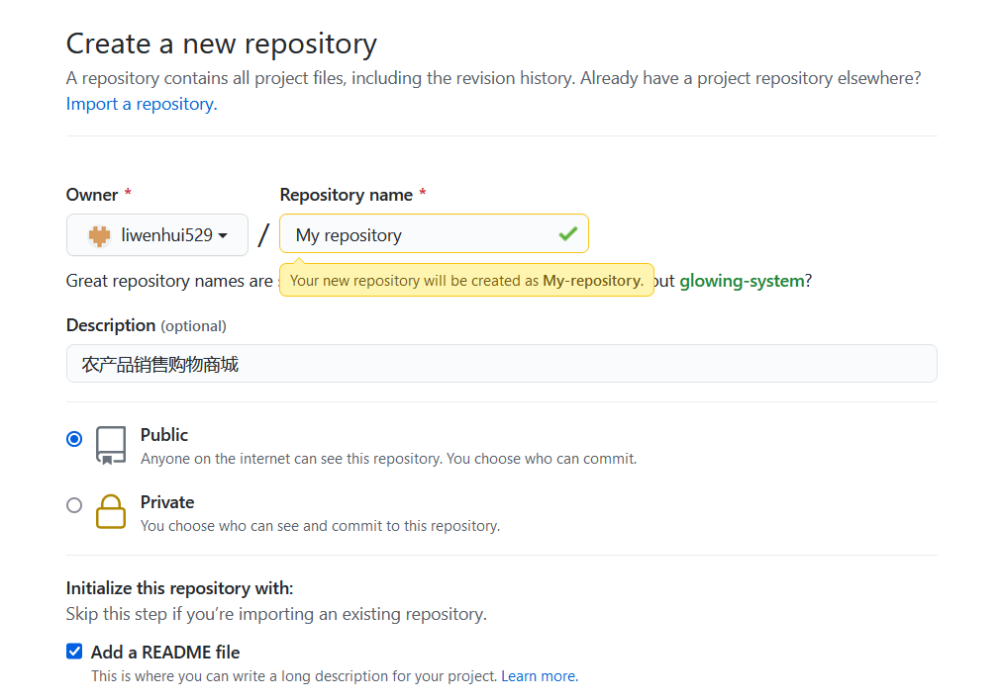 Create a new repository
A repository contains all project files, including the revision history. Already have a project repository elsewhere?
Import a repository.
Owner *
Repository name *
liwenhui529 / My repository
Great repository names are
Your new repository will be created as My-repository.
glowing-system?
Description (optional)
农产品销售购物商城
Public
Anyone on the internet can see this repository. You choose who can commit.
Private
You choose who can see and commit to this repository.
Initialize this repository with:
Skip this step if you’re importing an existing repository.
Add a README file
This is where you can write a long description for your project. Learn more.